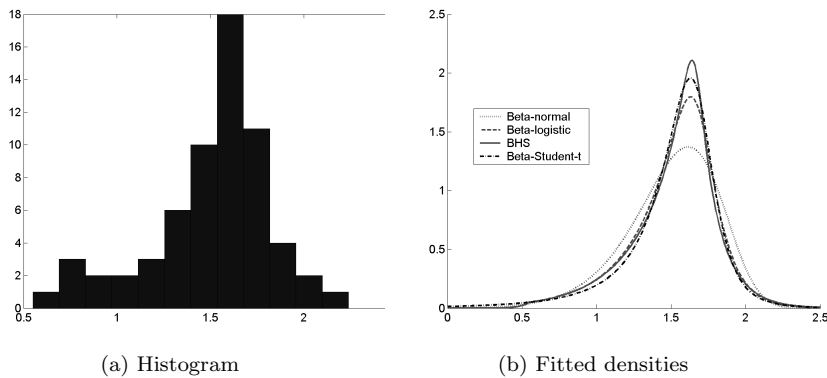 18
16
14
12
10
8
6
4
2
0
0.5 1 1.5 2
(a) Histogram
2.5
2
1.5
1
0.5
0
Beta-normal
Beta-logistic
BHS
Beta-Student-t
0 0.5 1 1.5 2 2.5
(b) Fitted densities